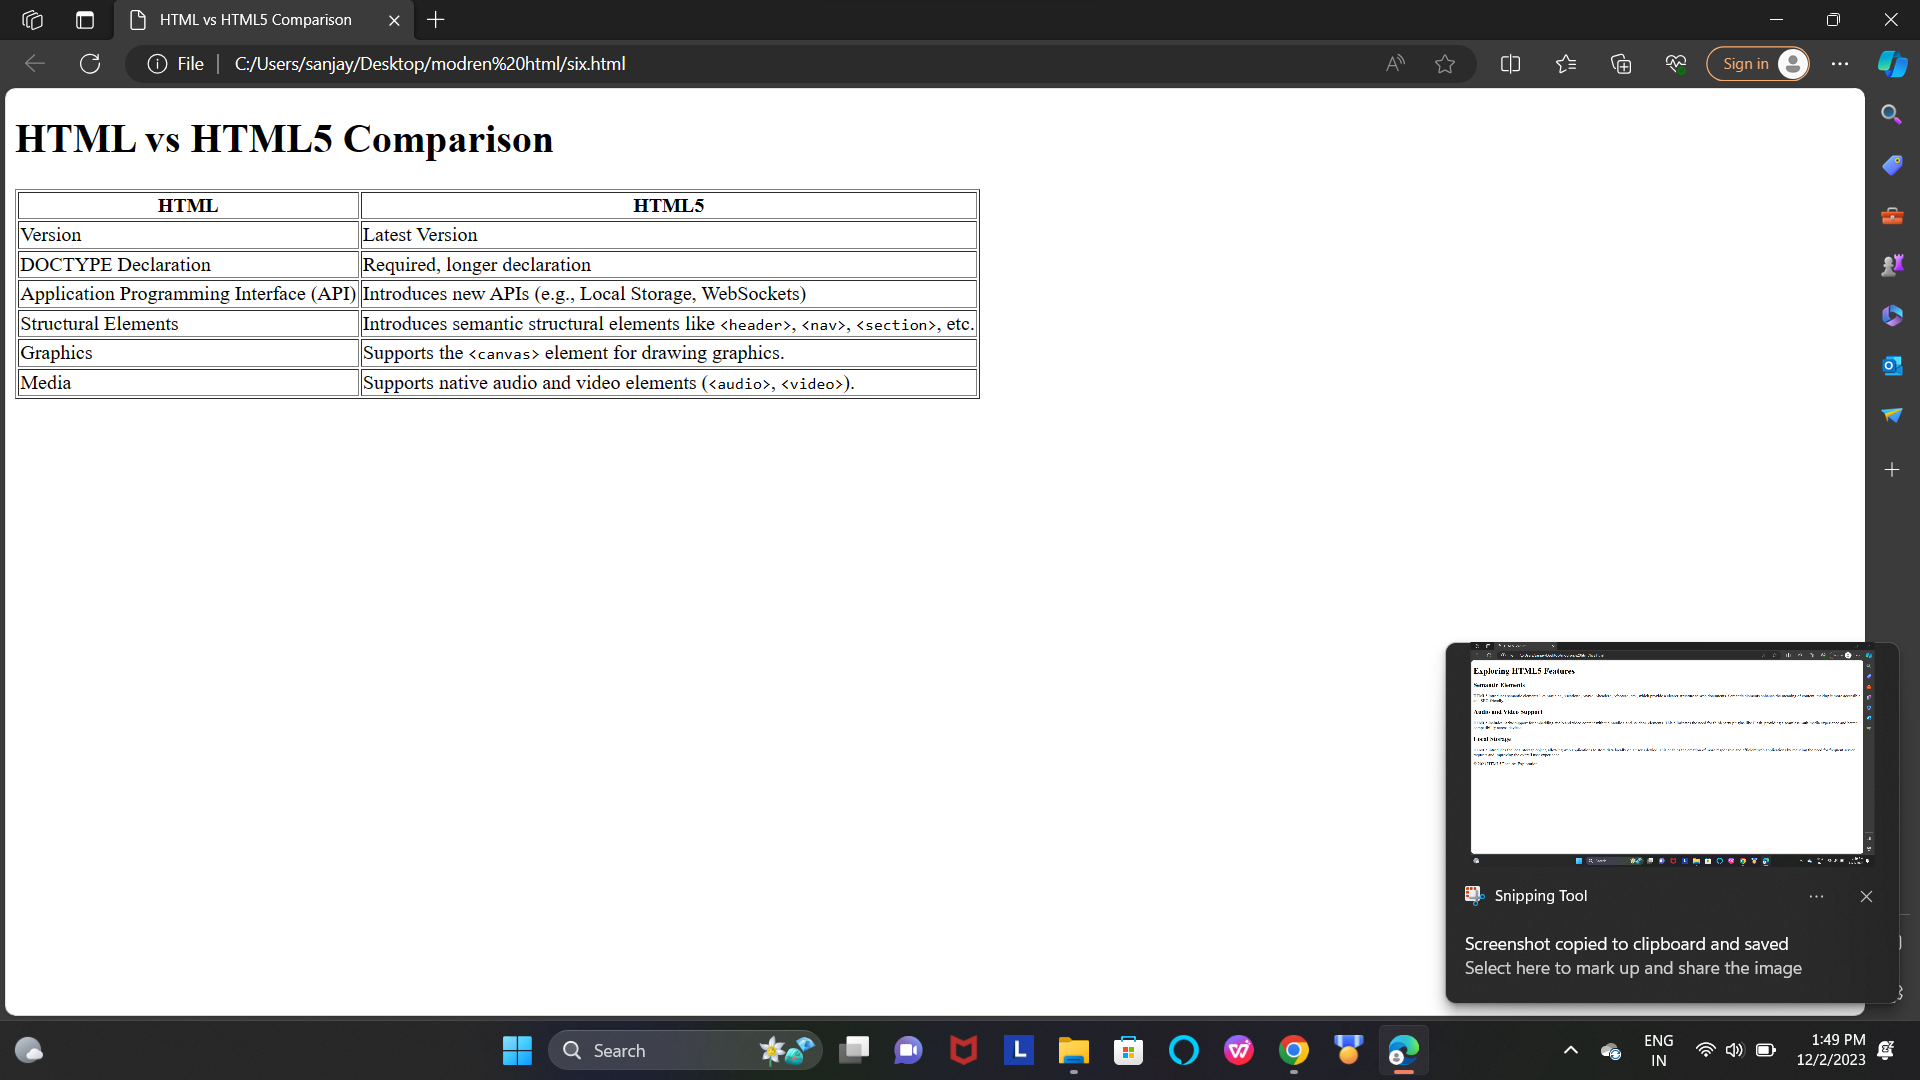 HTML vs HTML5 Comparison
File C:/Users/sanjay/Desktop/modren%20html/six.html
Sign in
HTML vs HTML5 Comparison
HTML HTML5
Version Latest Version
DOCTYPE Declaration Required, longer declaration
Application Programming Interface (API) Introduces new APIs (e.g., Local Storage, WebSockets)
Structural Elements Introduces semantic structural elements like <header>, <nav>, <section>, etc.
Graphics Supports the <canvas> element for drawing graphics.
Media Supports native audio and video elements (<audio>, <video>).
Exploring HTML5 Features
Semantic Elements
Audio and Video Support
Local Storage
Snipping Tool
Screenshot copied to clipboard and saved
Select here to mark up and share the image
Search
ENG
IN
1:49 PM
12/2/2023